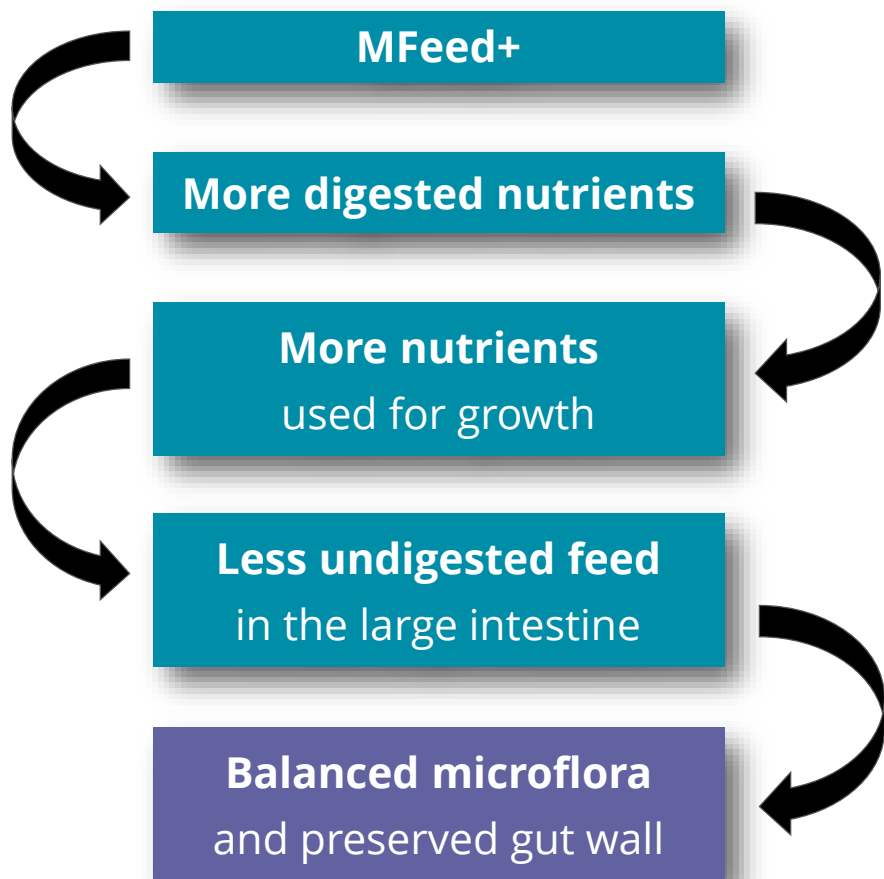 MFeed+
More digested nutrients
More nutrients
used for growth
Less undigested feed
in the large intestine
Balanced microflora
and preserved gut wall